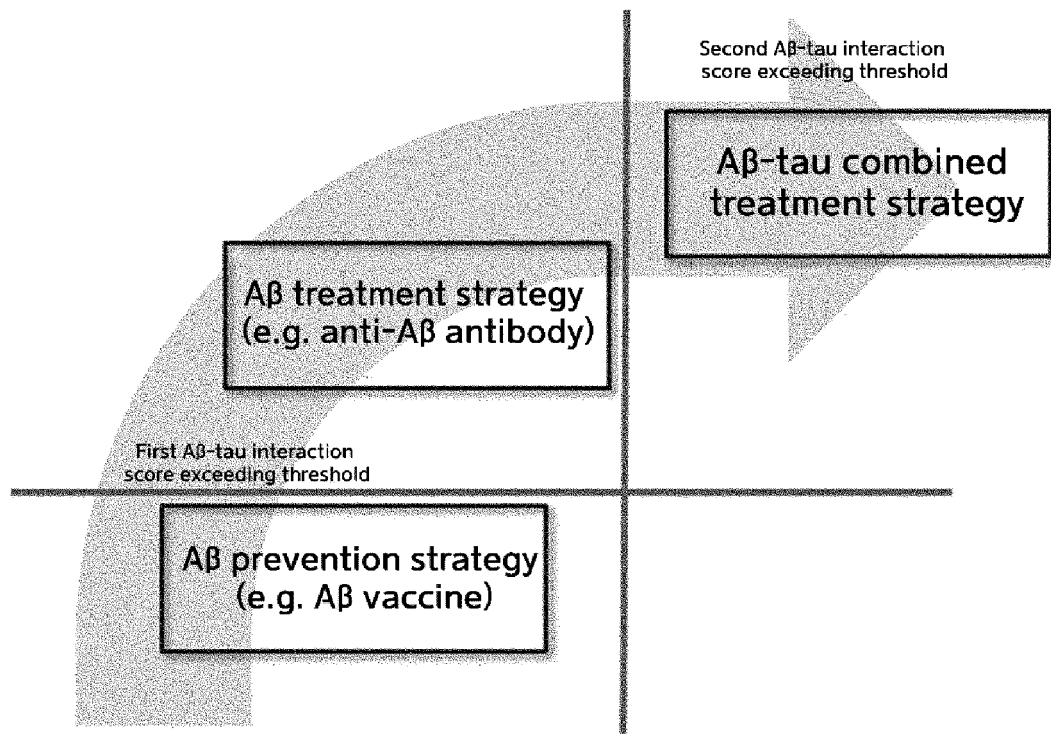 Second Aβ-tau interaction
score exceeding threshold
Aβ-tau combined
treatment strategy
Aβ treatment strategy
(e.g. anti-Aβ antibody)
First Aβ-tau interaction
score exceeding threshold
Aβ prevention strategy
(e.g. Aβ vaccine)